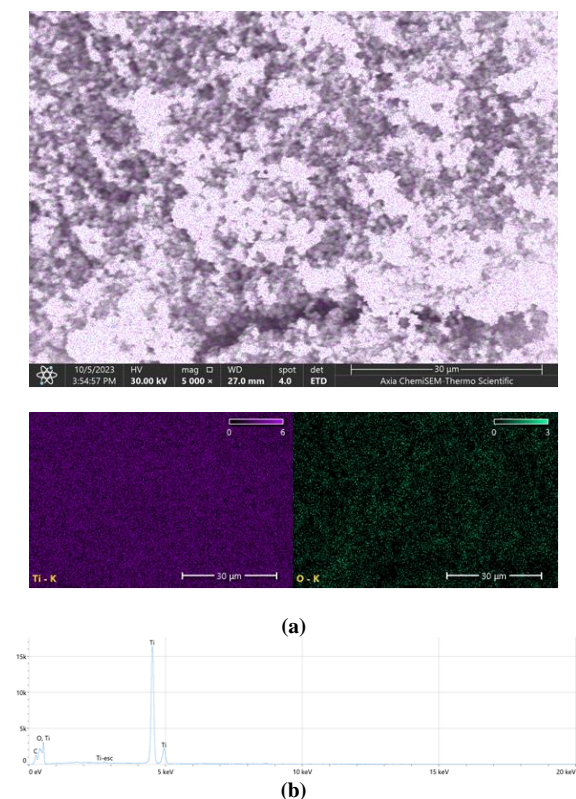 10/5/2023 HV mag WD spot det 30 µm
3:54:57 PM 30.00 kV 5 000 × 27.0 mm 4.0 ETD Axia ChemiSEM-Thermo Scientific
0 6 0 3
Ti - K 30 µm O - K 30 µm
(a)
Ti
15k
10k
5k
O, Ti Ti
C Ti-esc
0
0 eV 5 keV 10 keV 15 keV 20 keV
(b)